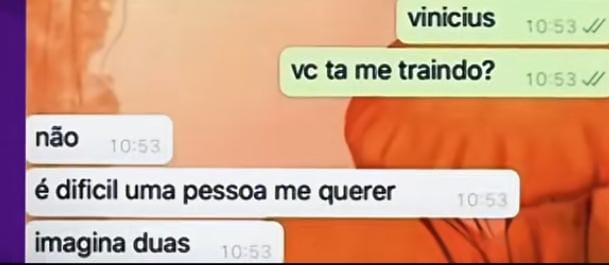 vinicius 10:53
vc ta me traindo? 10:53
não 10:53
é dificil uma pessoa me querer 10:53
imagina duas 10:53